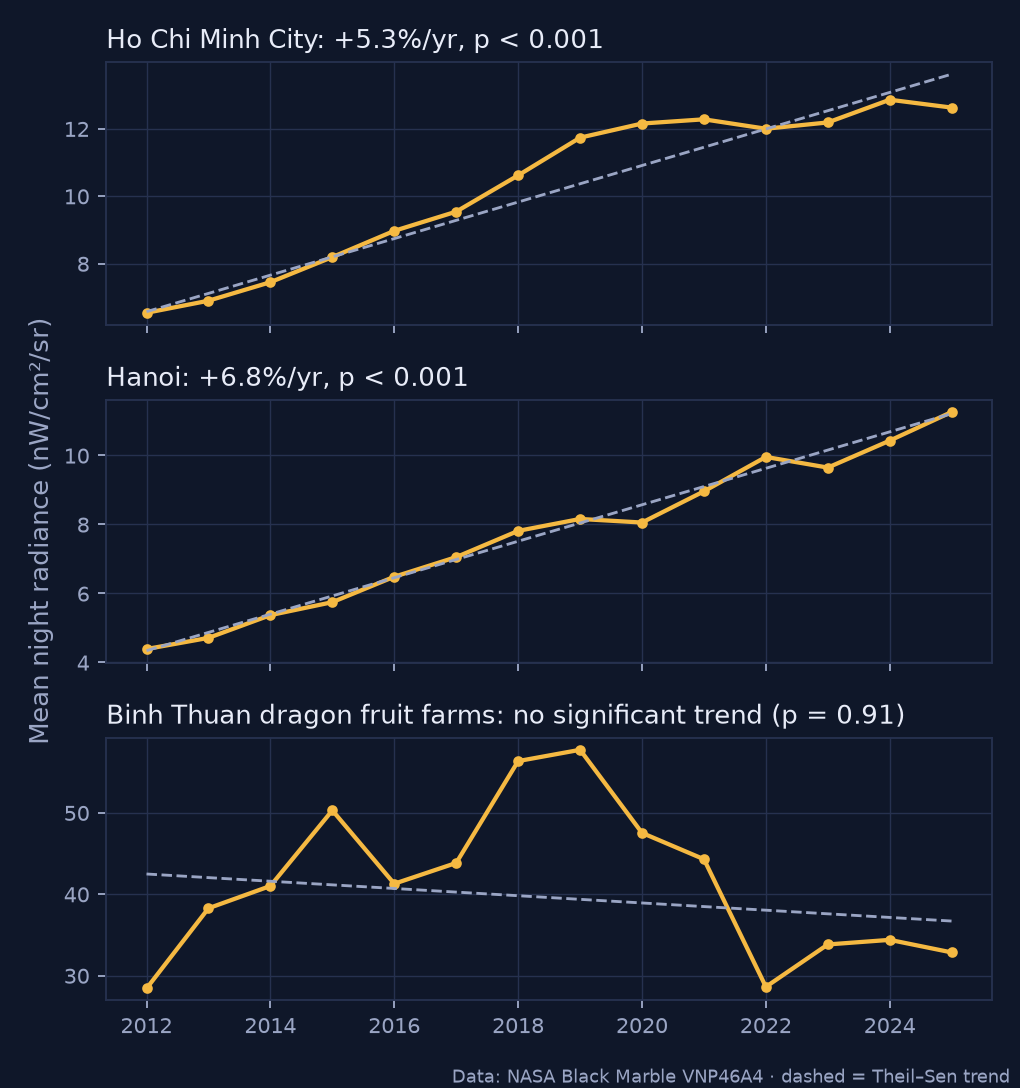 Ho Chi Minh City: +5.3%/yr, p < 0.001
12
10
8
Mean night radiance (nW/cm²/sr)
Hanoi: +6.8%/yr, p < 0.001
10
8
6
4
Binh Thuan dragon fruit farms: no significant trend (p = 0.91)
50
40
30
2012 2014 2016 2018 2020 2022 2024
Data: NASA Black Marble VNP46A4 · dashed = Theil–Sen trend